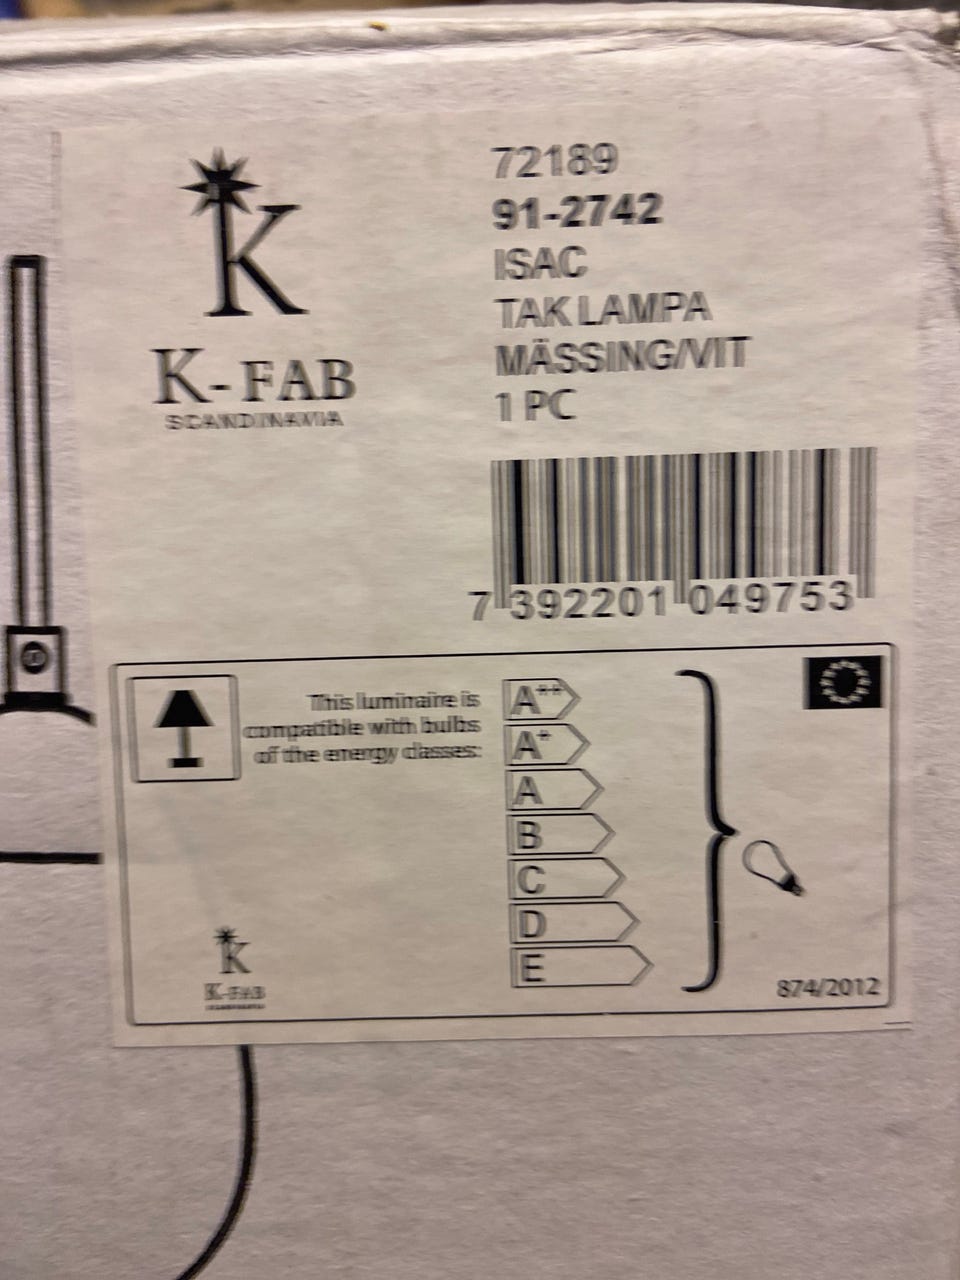 K
K-FAB
SCANDINAVIA
72189
91-2742
ISAC
TAK LAMPA
MÄSSING/VIT
1 PC
7 392201 049753
This luminaire is
compatible with bulbs
of the energy classes:
A++
A+
A
B
C
D
E
874/2012
K
K-FAB